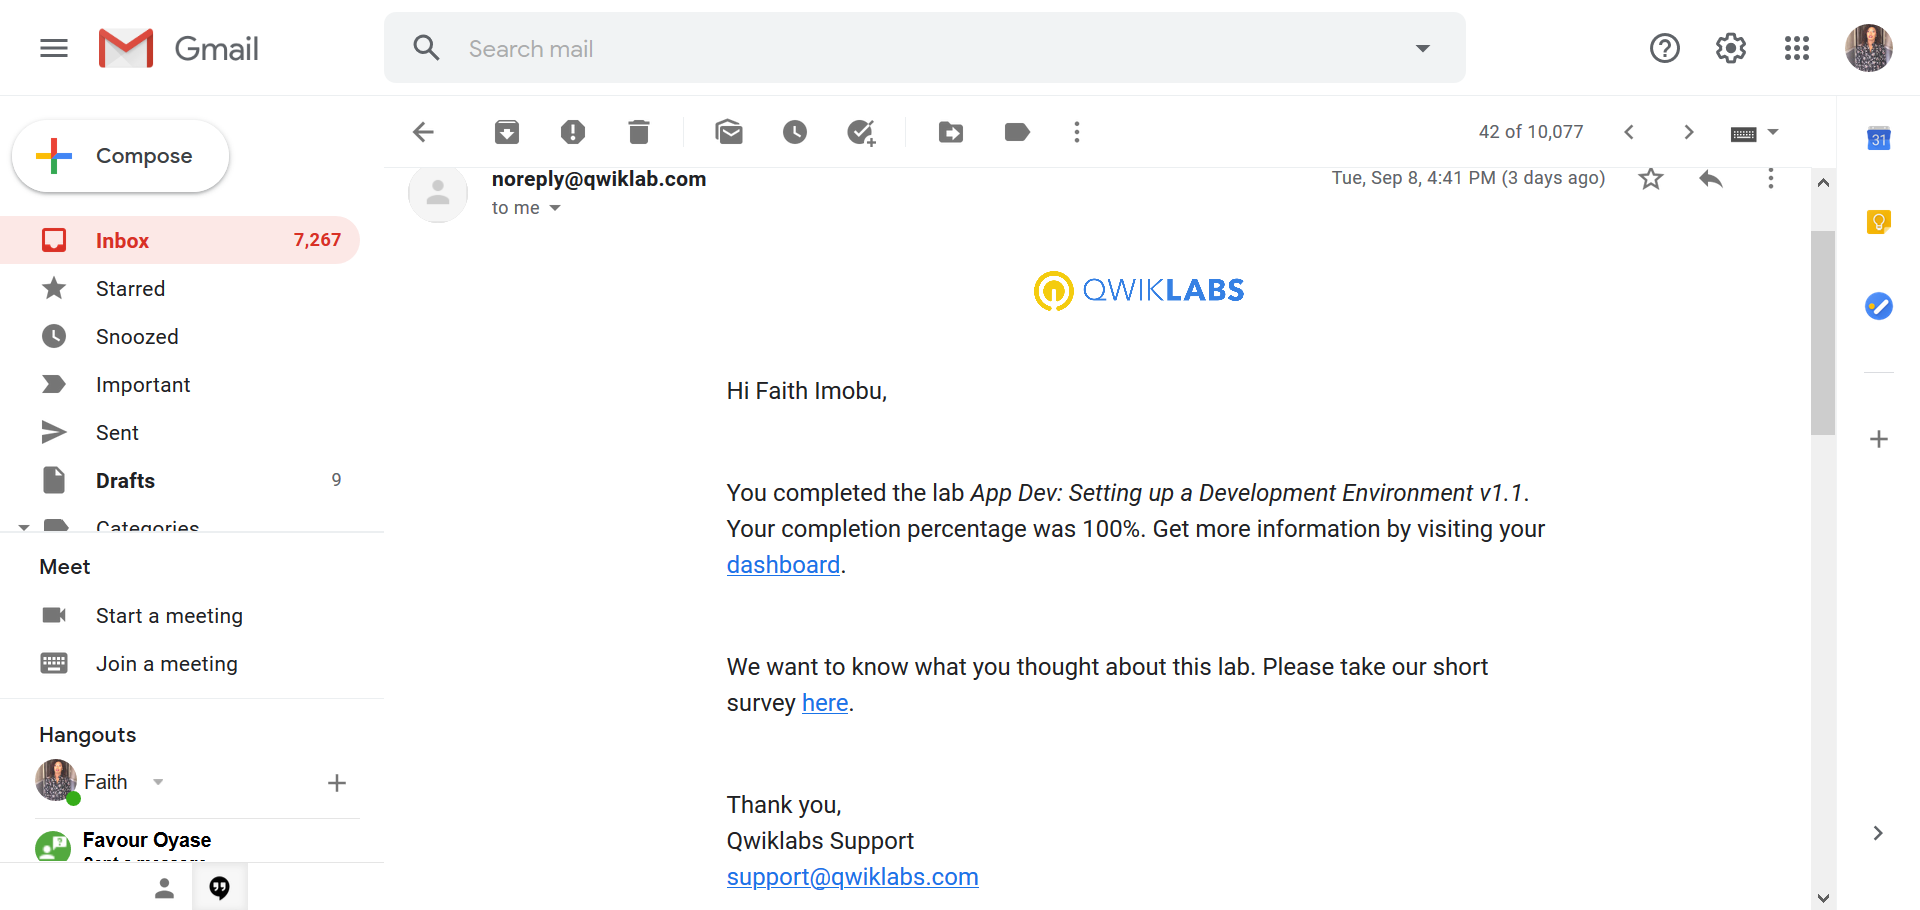 Gmail
Search mail
Compose
42 of 10,077
31
noreply@qwiklab.com
Tue, Sep 8, 4:41 PM (3 days ago)
to me
Inbox 7,267
Starred
Snoozed
Important
Sent
Drafts 9
Categories
Meet
Start a meeting
Join a meeting
Hangouts
Faith
Favour Oyase
QWIKLABS
Hi Faith Imobu,
You completed the lab App Dev: Setting up a Development Environment v1.1.
Your completion percentage was 100%. Get more information by visiting your
dashboard.
We want to know what you thought about this lab. Please take our short
survey here.
Thank you,
Qwiklabs Support
support@qwiklabs.com